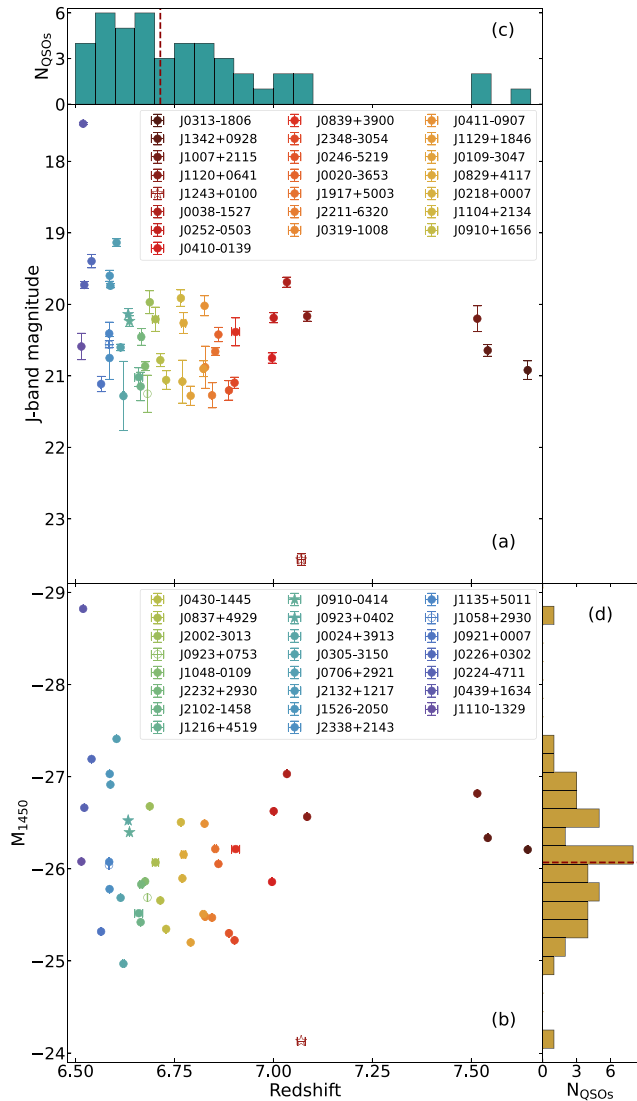 6
3
0
N_QSOs
(c)
J0313-1806
J1342+0928
J1007+2115
J1120+0641
J1243+0100
J0038-1527
J0252-0503
J0410-0139
J0839+3900
J2348-3054
J0246-5219
J0020-3653
J1917+5003
J2211-6320
J0319-1008
J0411-0907
J1129+1846
J0109-3047
J0829+4117
J0218+0007
J1104+2134
J0910+1656
18
19
20
21
22
23
J-band magnitude
(a)
−29
−28
−27
−26
−25
−24
M_1450
J0430-1445
J0837+4929
J2002-3013
J0923+0753
J1048-0109
J2232+2930
J2102-1458
J1216+4519
J0910-0414
J0923+0402
J0024+3913
J0305-3150
J0706+2921
J2132+1217
J1526-2050
J2338+2143
J1135+5011
J1058+2930
J0921+0007
J0226+0302
J0224-4711
J0439+1634
J1110-1329
(b)
(d)
6.50
6.75
7.00
7.25
7.50
Redshift
0
3
6
N_QSOs